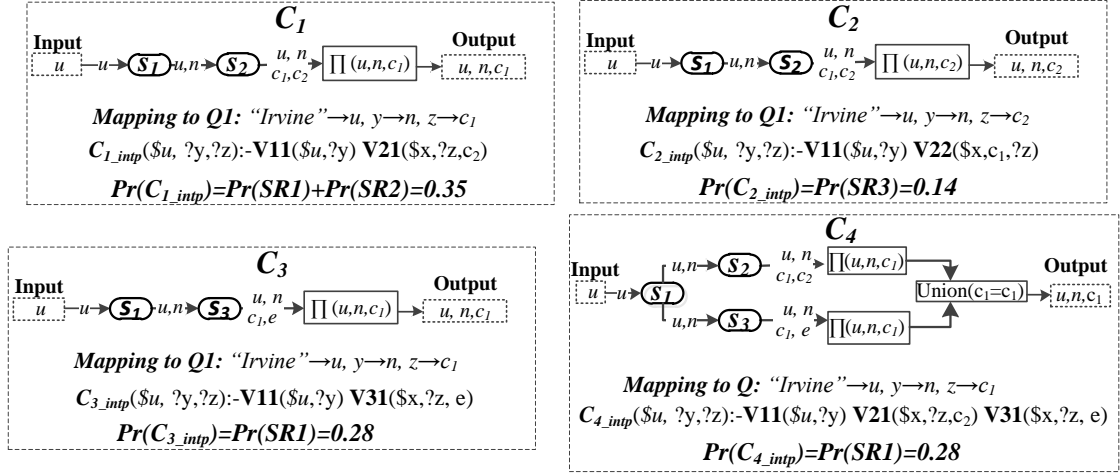 C1
Input
Output
u
u
S1
u,n
S2
u, n
c1,c2
∏ (u,n,c1)
u, n,c1
Mapping to Q1: “Irvine”→u, y→n, z→c1
C1_intp($u, ?y,?z):-V11($u,?y) V21($x,?z,c2)
Pr(C1_intp)=Pr(SR1)+Pr(SR2)=0.35
C2
Input
Output
u
u
S1
u,n
S2
u, n
c1,c2
∏ (u,n,c2)
u, n,c2
Mapping to Q1: “Irvine”→u, y→n, z→c2
C2_intp($u, ?y,?z):-V11($u,?y) V22($x,c1,?z)
Pr(C2_intp)=Pr(SR3)=0.14
C3
Input
Output
u
u
S1
u,n
S3
u, n
c1,e
∏ (u,n,c1)
u, n,c1
Mapping to Q1: “Irvine”→u, y→n, z→c1
C3_intp($u, ?y,?z):-V11($u,?y) V31($x,?z, e)
Pr(C3_intp)=Pr(SR1)=0.28
C4
Input
Output
u
u
S1
u,n
S2
u, n
c1,c2
∏(u,n,c1)
u,n
S3
u, n
c1, e
∏(u,n,c1)
Union(c1=c1)
u,n,c1
Mapping to Q: “Irvine”→u, y→n, z→c1
C4_intp($u, ?y,?z):-V11($u,?y) V21($x,?z,c2) V31($x,?z, e)
Pr(C4_intp)=Pr(SR1)=0.28